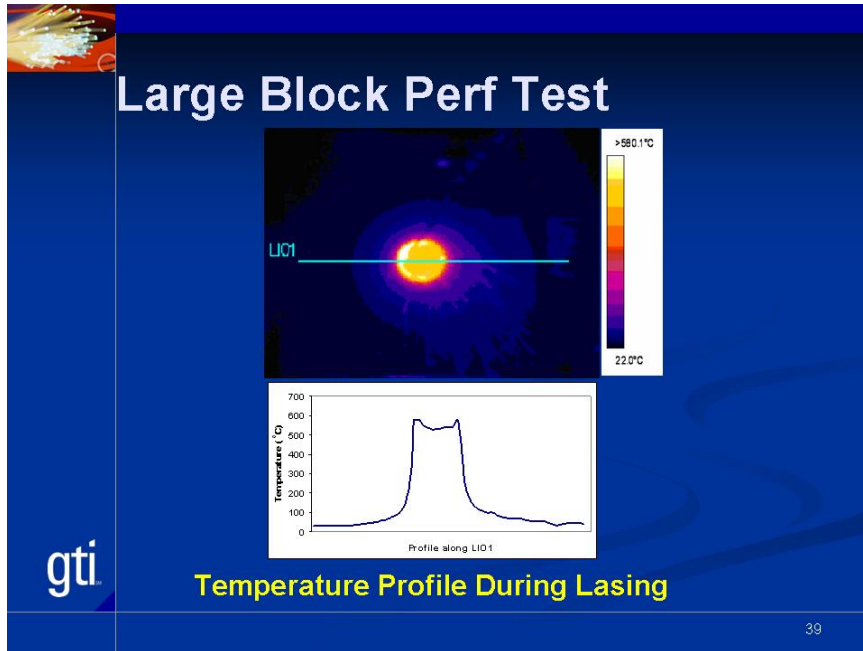 Large Block Perf Test
>580.1°C
LI01
22.0°C
700
600
500
400
300
200
100
0
Temperature (°C)
Profile along LI01
gti
Temperature Profile During Lasing
39